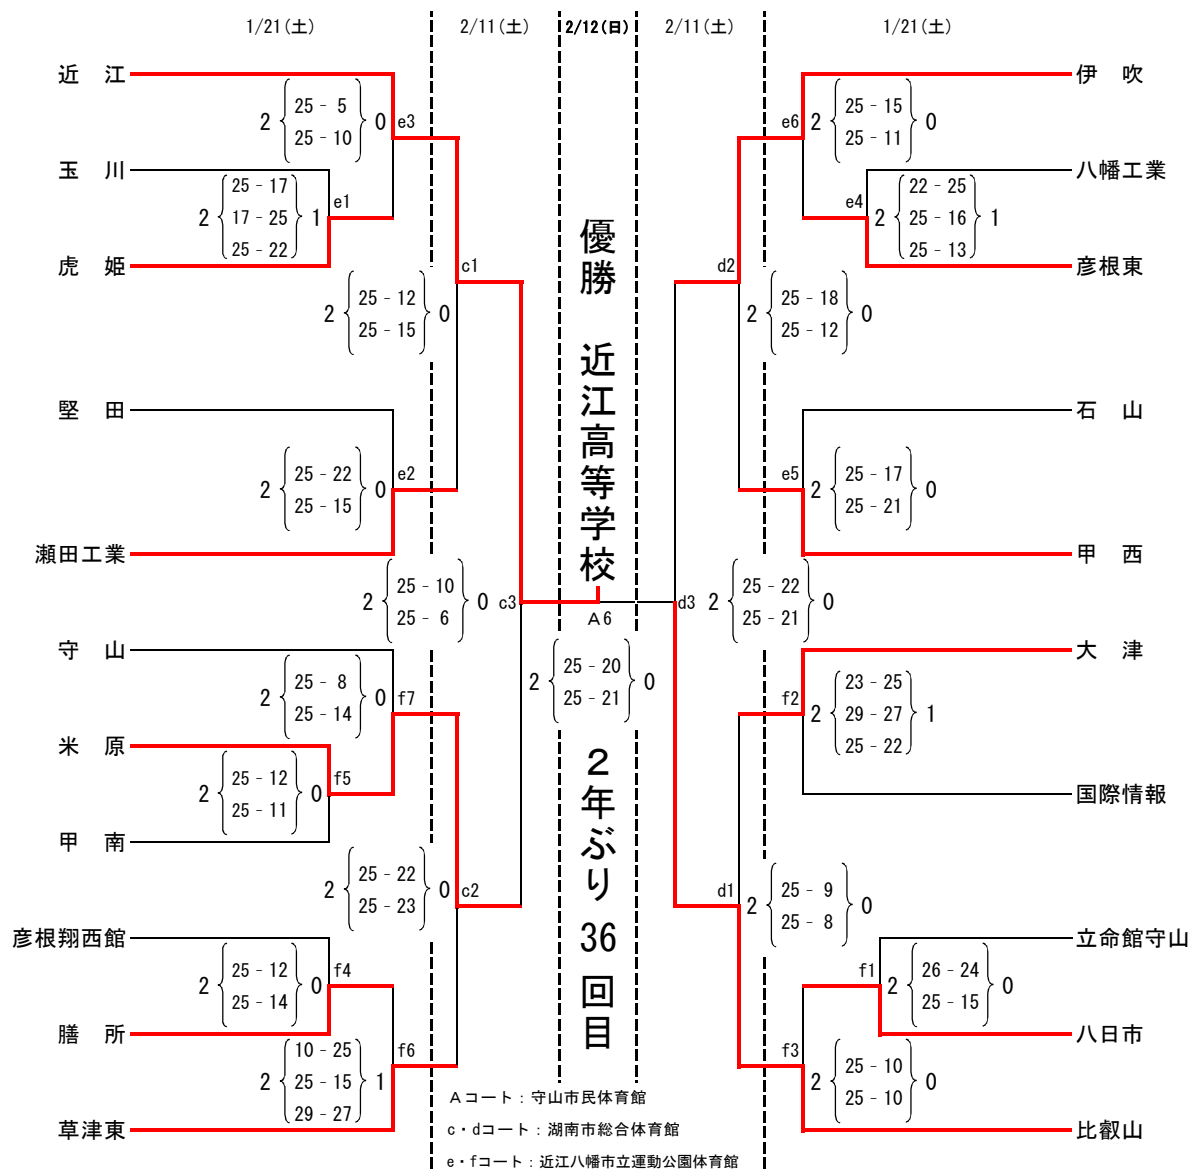 1/21(土) 2/11(土) 2/12(日) 2/11(土) 1/21(土)
近　江
2 25 - 5 0 e3
25 - 10
玉　川
25 - 17 e1
2 17 - 25 1
25 - 22
虎　姫
c1
25 - 12
2 25 - 15 0
堅　田
25 - 22 e2
2 25 - 15 0
瀬田工業
25 - 10
2 25 - 6 0 c3
守　山
25 - 8
2 25 - 14 0 f7
米　原
25 - 12 f5
2 25 - 11 0
甲　南
25 - 22
2 25 - 23 0 c2
彦根翔西館
25 - 12 f4
2 25 - 14 0
膳　所
10 - 25 f6
2 25 - 15 1
29 - 27
草津東
優勝　近江高等学校
A6
25 - 20
2 25 - 21 0
2年ぶり 36 回目
伊　吹
e6 2 25 - 15 0
25 - 11
八幡工業
e4 22 - 25
2 25 - 16 1
25 - 13
彦根東
d2
25 - 18
2 25 - 12 0
石　山
e5 25 - 17
2 25 - 21 0
甲　西
25 - 22
d3 2 25 - 21 0
大　津
f2 23 - 25
2 29 - 27 1
25 - 22
国際情報
d1 25 - 9
2 25 - 8 0
立命館守山
f1 26 - 24
2 25 - 15 0
八日市
f3 25 - 10
2 25 - 10 0
比叡山
Aコート：守山市民体育館
c・dコート：湖南市総合体育館
e・fコート：近江八幡市立運動公園体育館